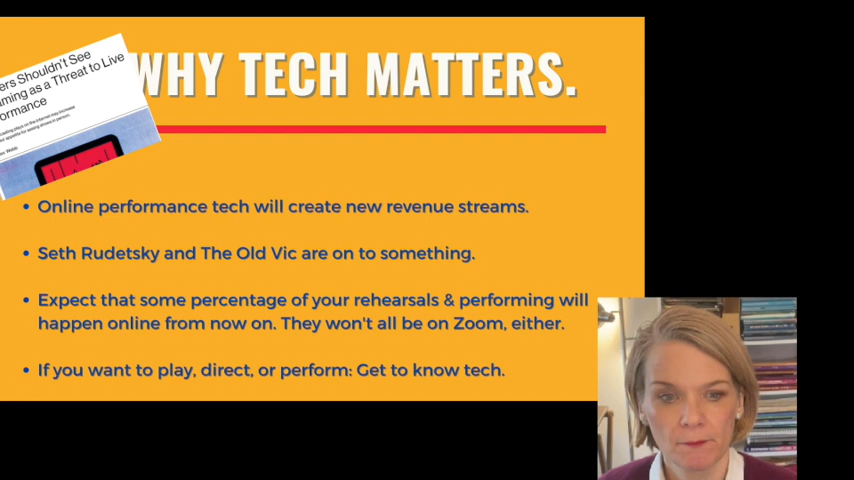 WHY TECH MATTERS.
Shouldn't See
as a Threat to Live
• Online performance tech will create new revenue streams.
• Seth Rudetsky and The Old Vic are on to something.
• Expect that some percentage of your rehearsals & performing will
happen online from now on. They won't all be on Zoom, either.
• If you want to play, direct, or perform: Get to know tech.